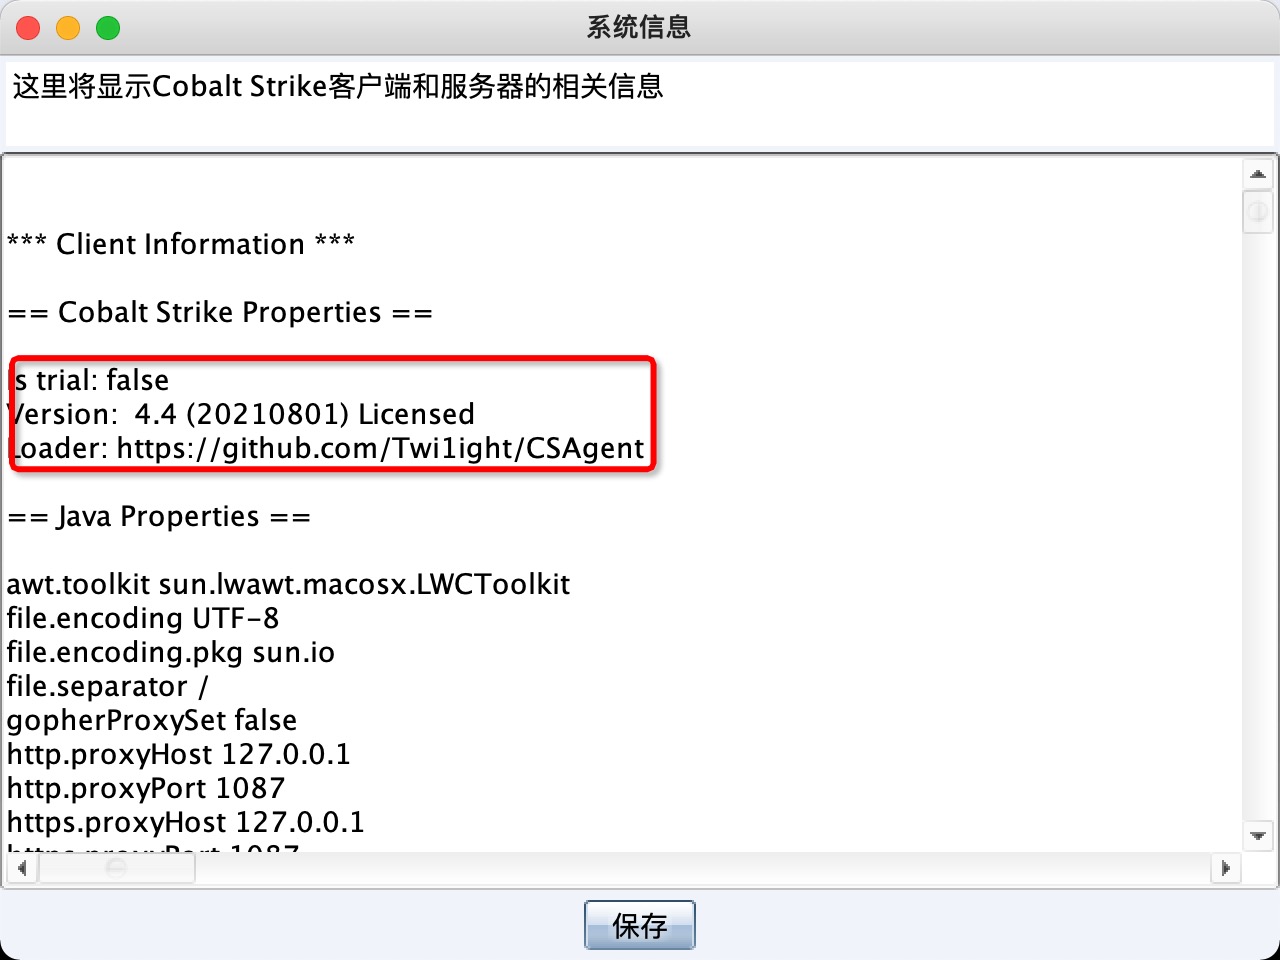 系统信息
这里将显示Cobalt Strike客户端和服务器的相关信息
*** Client Information ***
== Cobalt Strike Properties ==
Is trial: false
Version:  4.4 (20210801) Licensed
Loader: https://github.com/Twi1ight/CSAgent
== Java Properties ==
awt.toolkit sun.lwawt.macosx.LWCToolkit
file.encoding UTF-8
file.encoding.pkg sun.io
file.separator /
gopherProxySet false
http.proxyHost 127.0.0.1
http.proxyPort 1087
https.proxyHost 127.0.0.1
https.proxyPort 1087
保存